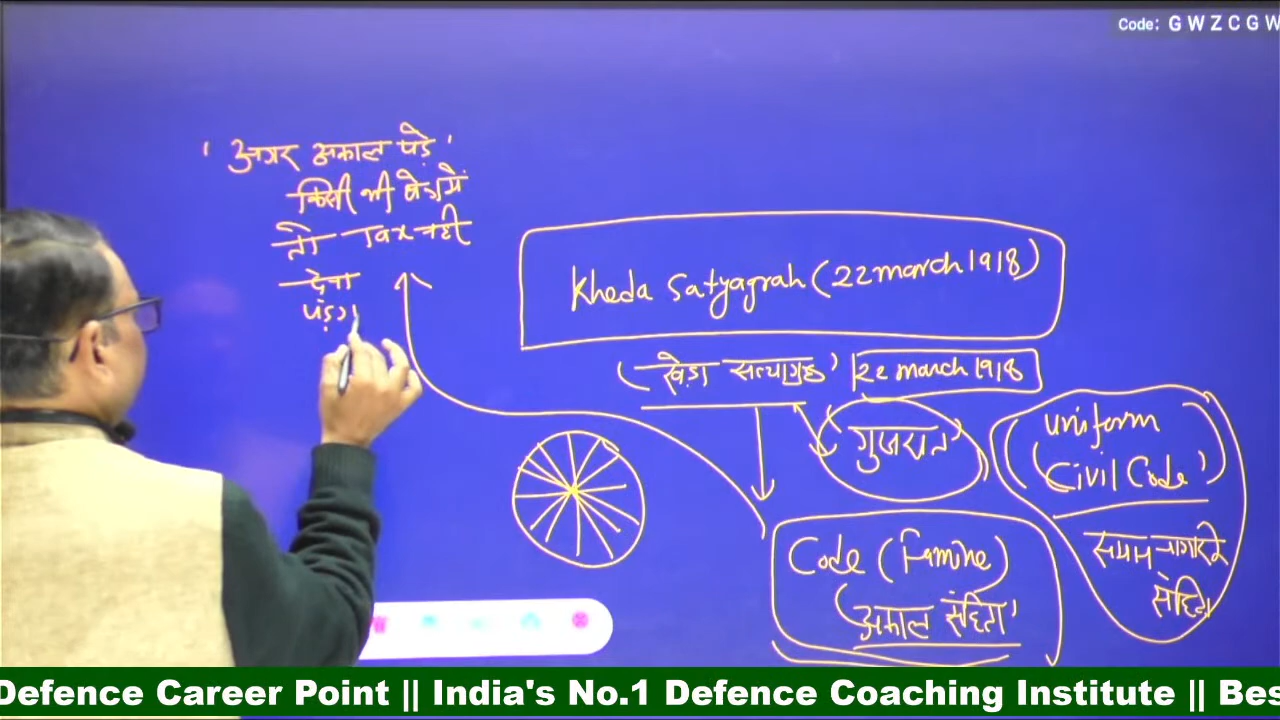 Code: G W Z C G W
'अगर अकाल पड़े'
किसी भी क्षेत्र में
तो Tax नही
देना
पड़ेगा
Kheda Satyagrah (22 march 1918)
(खेड़ा सत्याग्रह) 22 march 1918
गुजरात
uniform
Civil Code
समान नागरिक
संहिता
Code (Famine)
(अकाल संहिता)
Defence Career Point || India's No.1 Defence Coaching Institute || Bes